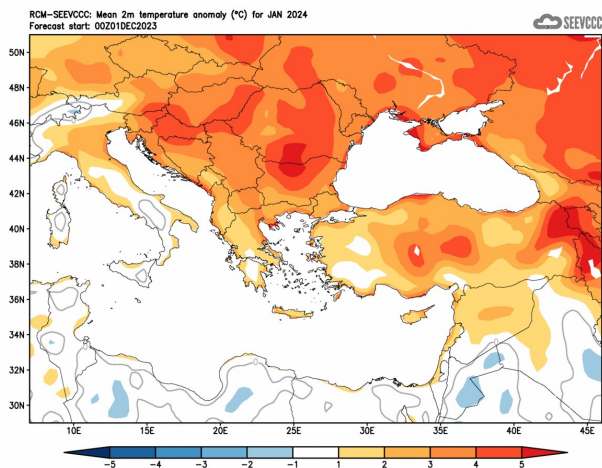 RCM-SEEVCCC: Mean 2m temperature anomaly (°C) for JAN 2024
Forecast start: 00Z01DEC2023
SEEVCCC
50N
48N
46N
44N
42N
40N
38N
36N
34N
32N
30N
10E 15E 20E 25E 30E 35E 40E 45E
-5 -4 -3 -2 -1 1 2 3 4 5